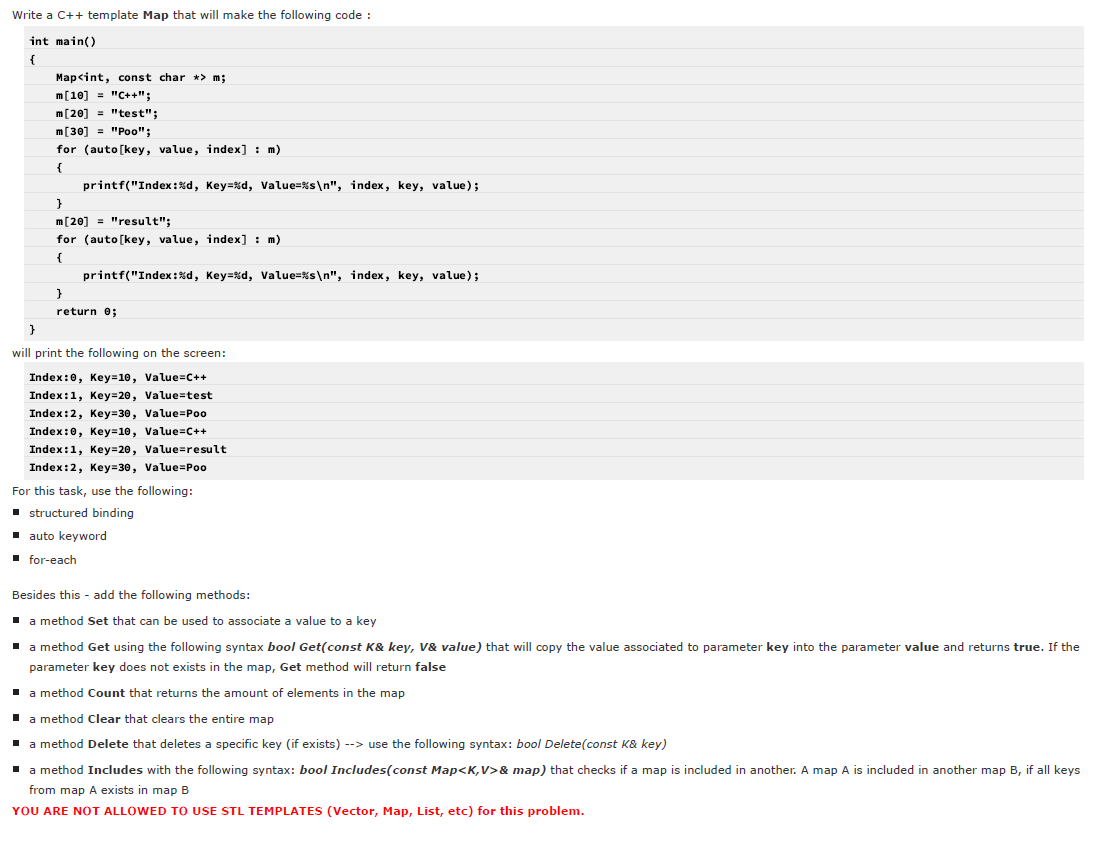 Write a C++ template Map that will make the following code :
int main()
{
    Map<int, const char *> m;
    m[10] = "C++";
    m[20] = "test";
    m[30] = "Poo";
    for (auto[key, value, index] : m)
    {
        printf("Index:%d, Key=%d, Value=%s\n", index, key, value);
    }
    m[20] = "result";
    for (auto[key, value, index] : m)
    {
        printf("Index:%d, Key=%d, Value=%s\n", index, key, value);
    }
    return 0;
}
will print the following on the screen:
Index:0, Key=10, Value=C++
Index:1, Key=20, Value=test
Index:2, Key=30, Value=Poo
Index:0, Key=10, Value=C++
Index:1, Key=20, Value=result
Index:2, Key=30, Value=Poo
For this task, use the following:
▪ structured binding
▪ auto keyword
▪ for-each
Besides this - add the following methods:
▪ a method Set that can be used to associate a value to a key
▪ a method Get using the following syntax bool Get(const K& key, V& value) that will copy the value associated to parameter key into the parameter value and returns true. If the
parameter key does not exists in the map, Get method will return false
▪ a method Count that returns the amount of elements in the map
▪ a method Clear that clears the entire map
▪ a method Delete that deletes a specific key (if exists) --> use the following syntax: bool Delete(const K& key)
▪ a method Includes with the following syntax: bool Includes(const Map<K,V>& map) that checks if a map is included in another. A map A is included in another map B, if all keys
from map A exists in map B
YOU ARE NOT ALLOWED TO USE STL TEMPLATES (Vector, Map, List, etc) for this problem.